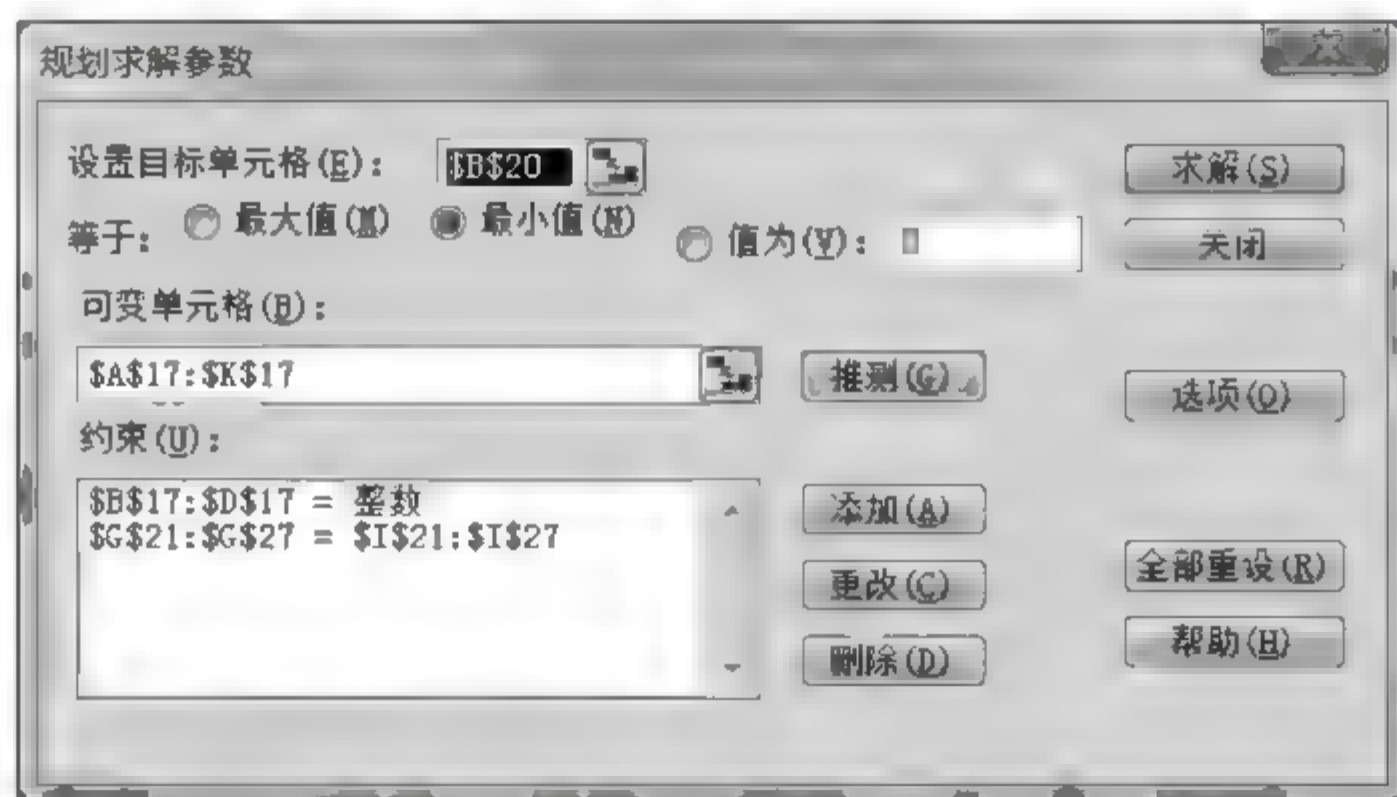 规划求解参数
设置目标单元格(E): $B$20 求解(S)
等于: 最大值(M) 最小值(N) 值为(V): 关闭
可变单元格(B):
$A$17:$K$17 推测(G) 选项(O)
约束(U):
$B$17:$D$17 = 整数
$G$21:$G$27 = $I$21:$I$27
添加(A)
更改(C) 全部重设(R)
删除(D) 帮助(H)